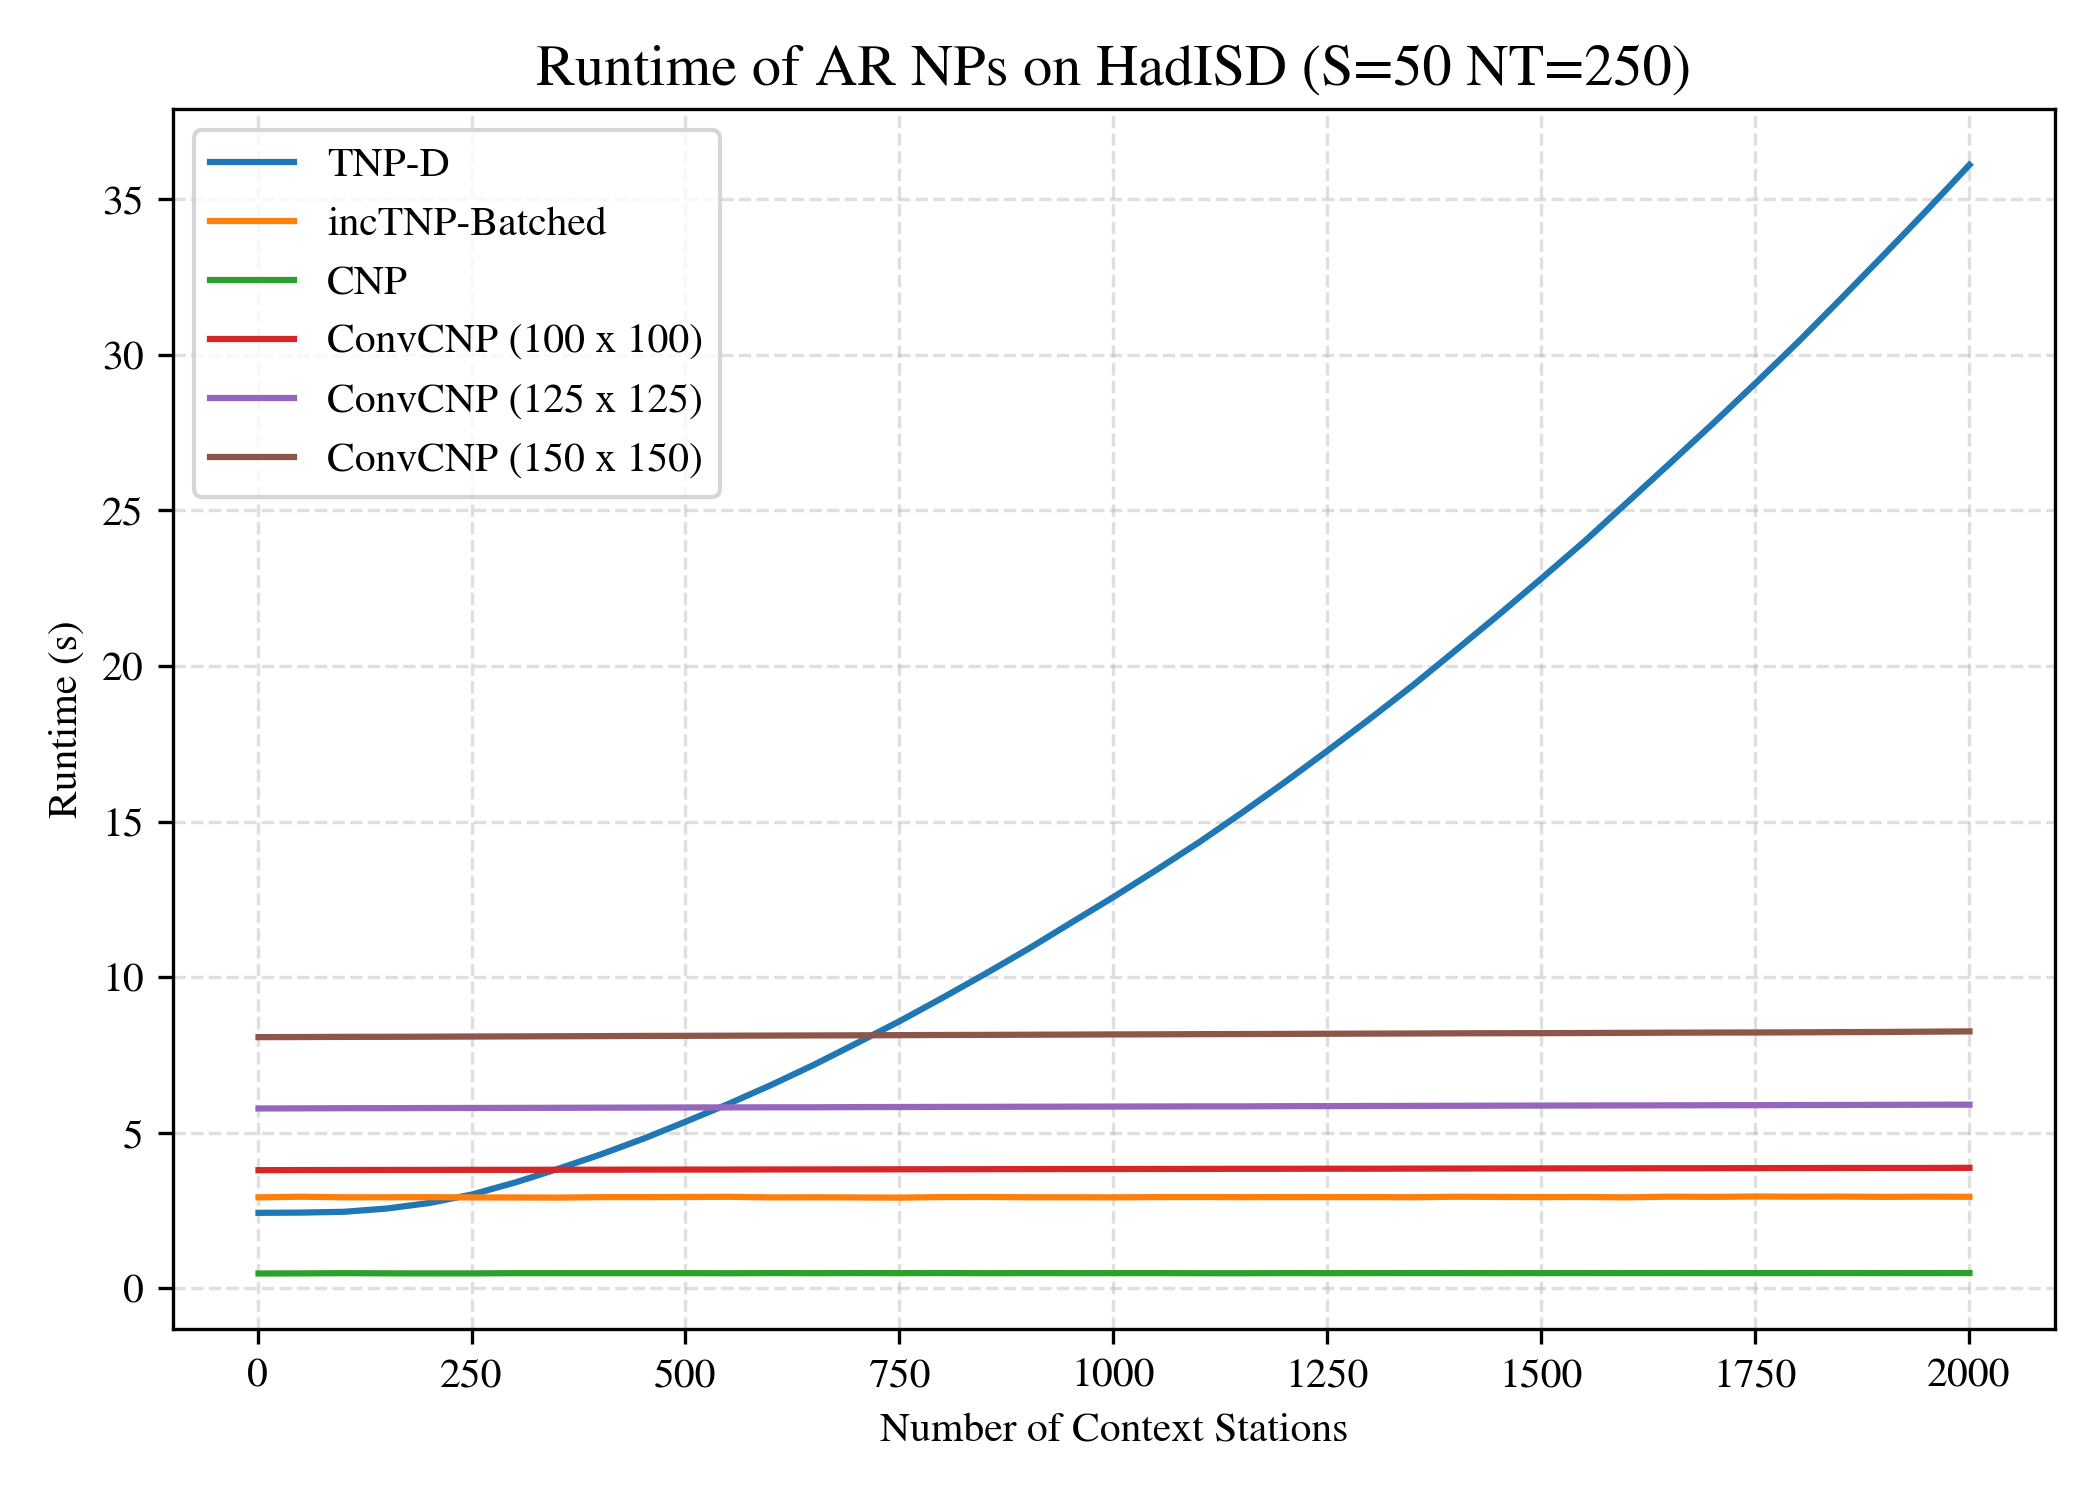 Runtime of AR NPs on HadISD (S=50 NT=250)
TNP-D
incTNP-Batched
CNP
ConvCNP (100 x 100)
ConvCNP (125 x 125)
ConvCNP (150 x 150)
Runtime (s)
35
30
25
20
15
10
5
0
0 250 500 750 1000 1250 1500 1750 2000
Number of Context Stations